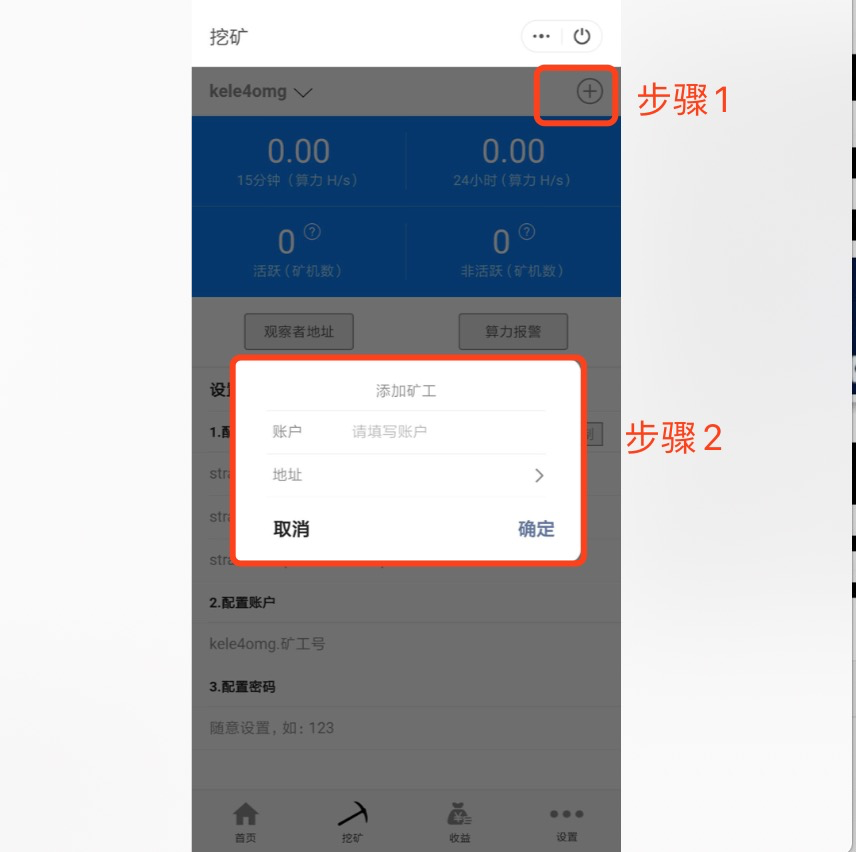 挖矿
kele4omg
步骤1
0.00
0.00
15分钟（算力 H/s）
24小时（算力 H/s）
0
0
活跃（矿机数）
非活跃（矿机数）
观察者地址
算力报警
添加矿工
账户
请填写账户
步骤2
地址
取消
确定
设
1.配
stra
stra
stra
2.配置账户
kele4omg.矿工号
3.配置密码
随意设置，如：123
首页
挖矿
收益
设置